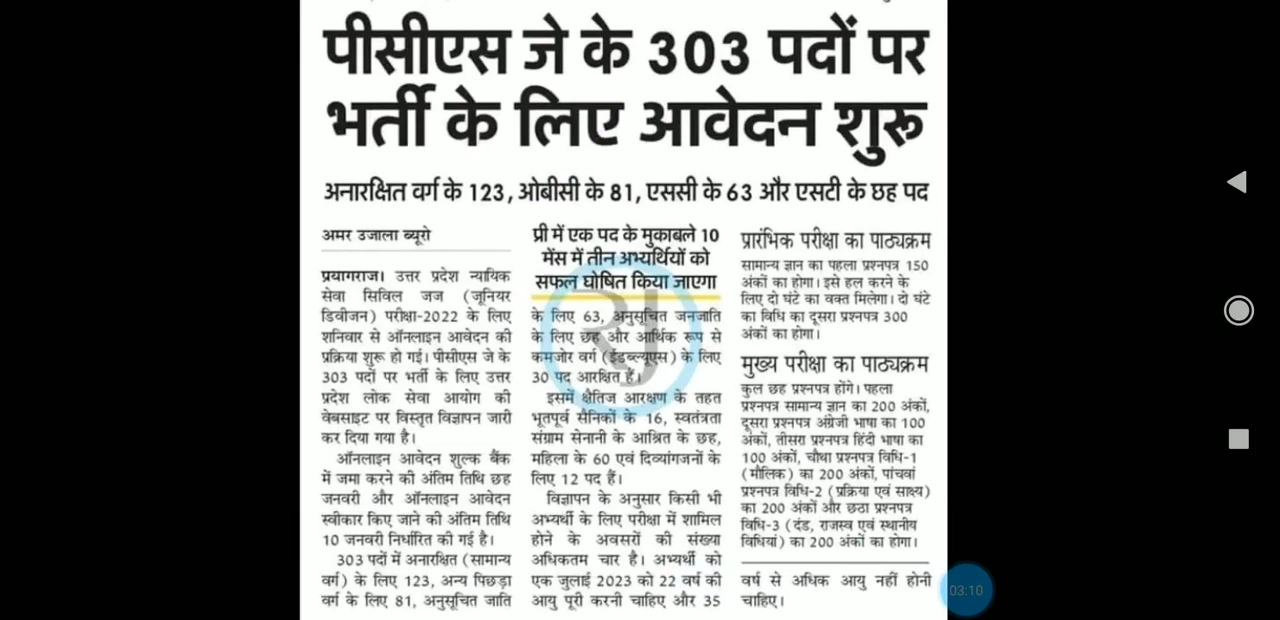 पीसीएस जे के 303 पदों पर
भर्ती के लिए आवेदन शुरू
अनारक्षित वर्ग के 123, ओबीसी के 81, एससी के 63 और एसटी के छह पद
अमर उजाला ब्यूरो
प्रयागराज। उत्तर प्रदेश न्यायिक
सेवा सिविल जज (जूनियर
डिवीजन) परीक्षा-2022 के लिए
शनिवार से ऑनलाइन आवेदन की
प्रक्रिया शुरू हो गई। पीसीएस जे के
303 पदों पर भर्ती के लिए उत्तर
प्रदेश लोक सेवा आयोग की
वेबसाइट पर विस्तृत विज्ञापन जारी
कर दिया गया है।
ऑनलाइन आवेदन शुल्क बैंक
में जमा करने की अंतिम तिथि छह
जनवरी और ऑनलाइन आवेदन
स्वीकार किए जाने की अंतिम तिथि
10 जनवरी निर्धारित की गई है।
303 पदों में अनारक्षित (सामान्य
वर्ग) के लिए 123, अन्य पिछड़ा
वर्ग के लिए 81, अनुसूचित जाति
प्री में एक पद के मुकाबले 10
मेंस में तीन अभ्यर्थियों को
सफल घोषित किया जाएगा
के लिए 63, अनुसूचित जनजाति
के लिए छह और आर्थिक रूप से
कमजोर वर्ग (ईडब्ल्यूएस) के लिए
30 पद आरक्षित हैं।
इसमें क्षैतिज आरक्षण के तहत
भूतपूर्व सैनिकों के 16, स्वतंत्रता
संग्राम सेनानी के आश्रित के छह,
महिला के 60 एवं दिव्यांगजनों के
लिए 12 पद हैं।
विज्ञापन के अनुसार किसी भी
अभ्यर्थी के लिए परीक्षा में शामिल
होने के अवसरों की संख्या
अधिकतम चार है। अभ्यर्थी को
एक जुलाई 2023 को 22 वर्ष की
आयु पूरी करनी चाहिए और 35
प्रारंभिक परीक्षा का पाठ्यक्रम
सामान्य ज्ञान का पहला प्रश्नपत्र 150
अंकों का होगा। इसे हल करने के
लिए दो घंटे का वक्त मिलेगा। दो घंटे
का विधि का दूसरा प्रश्नपत्र 300
अंकों का होगा।
मुख्य परीक्षा का पाठ्यक्रम
कुल छह प्रश्नपत्र होंगे। पहला
प्रश्नपत्र सामान्य ज्ञान का 200 अंकों,
दूसरा प्रश्नपत्र अंग्रेजी भाषा का 100
अंकों, तीसरा प्रश्नपत्र हिंदी भाषा का
100 अंकों, चौथा प्रश्नपत्र विधि-1
(मौलिक) का 200 अंकों, पांचवां
प्रश्नपत्र विधि-2 (प्रक्रिया एवं साक्ष्य)
का 200 अंकों और छठा प्रश्नपत्र
विधि-3 (दंड, राजस्व एवं स्थानीय
विधियां) का 200 अंकों का होगा।
वर्ष से अधिक आयु नहीं होनी
चाहिए।
RJ
03:10